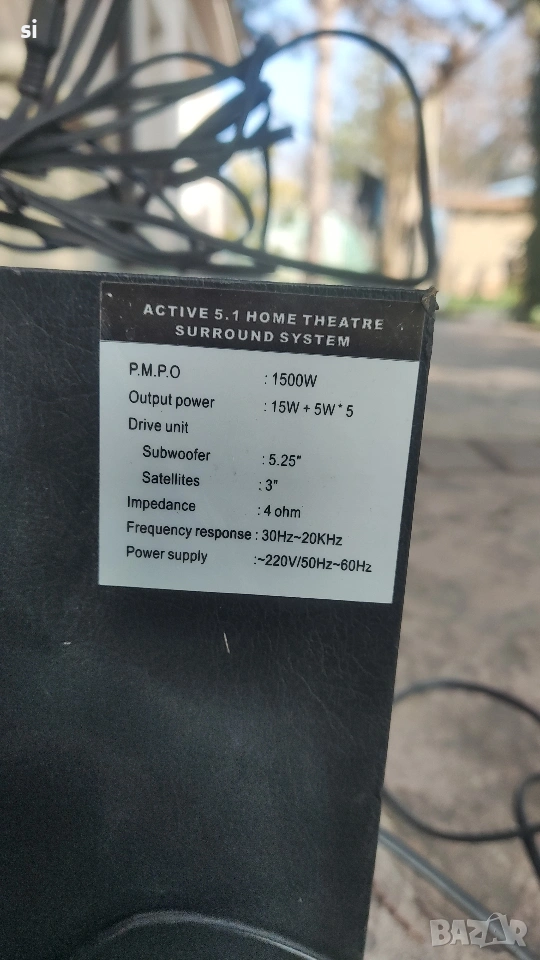 si
ACTIVE 5.1 HOME THEATRE
SURROUND SYSTEM
P.M.P.O : 1500W
Output power : 15W + 5W * 5
Drive unit
Subwoofer : 5.25"
Satellites : 3"
Impedance : 4 ohm
Frequency response : 30Hz~20KHz
Power supply :~220V/50Hz~60Hz
BAZAR